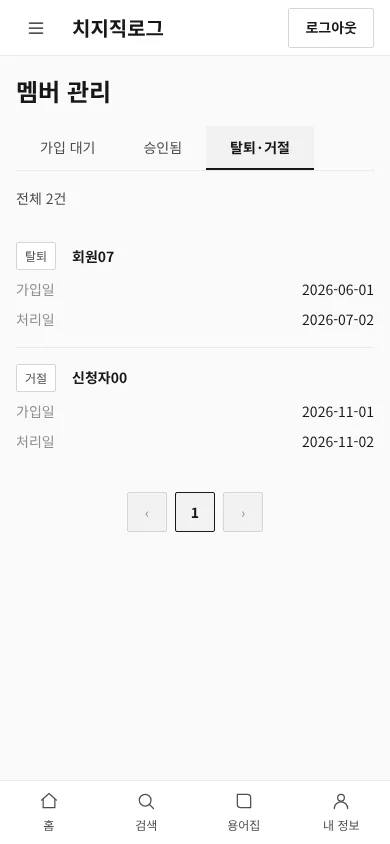 치지직로그 로그아웃
멤버 관리
가입 대기 승인됨 탈퇴·거절
전체 2건
탈퇴 회원07
가입일 2026-06-01
처리일 2026-07-02
거절 신청자00
가입일 2026-11-01
처리일 2026-11-02
‹ 1 ›
홈 검색 용어집 내 정보